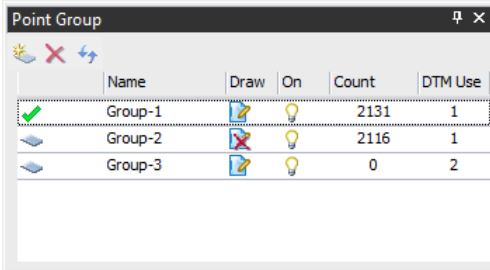 Point Group
Name Draw On Count DTM Use
Group-1 2131 1
Group-2 2116 1
Group-3 0 2